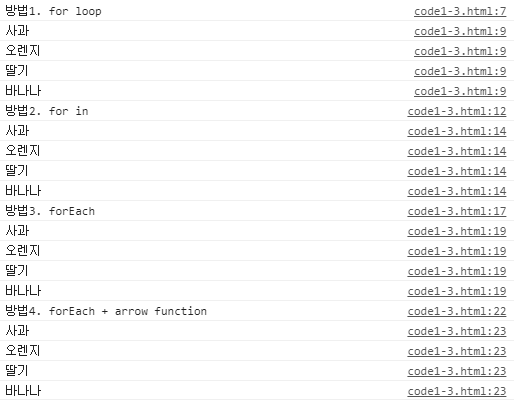 방법1. for loop code1-3.html:7
사과 code1-3.html:9
오렌지 code1-3.html:9
딸기 code1-3.html:9
바나나 code1-3.html:9
방법2. for in code1-3.html:12
사과 code1-3.html:14
오렌지 code1-3.html:14
딸기 code1-3.html:14
바나나 code1-3.html:14
방법3. forEach code1-3.html:17
사과 code1-3.html:19
오렌지 code1-3.html:19
딸기 code1-3.html:19
바나나 code1-3.html:19
방법4. forEach + arrow function code1-3.html:22
사과 code1-3.html:23
오렌지 code1-3.html:23
딸기 code1-3.html:23
바나나 code1-3.html:23